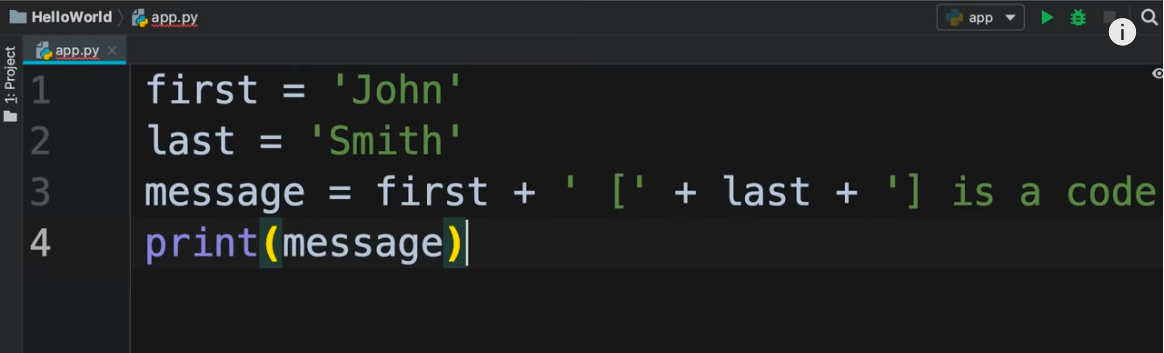 HelloWorld app.py app
app.py
1: Project
1 first = 'John'
2 last = 'Smith'
3 message = first + ' [' + last + '] is a code
4 print(message)